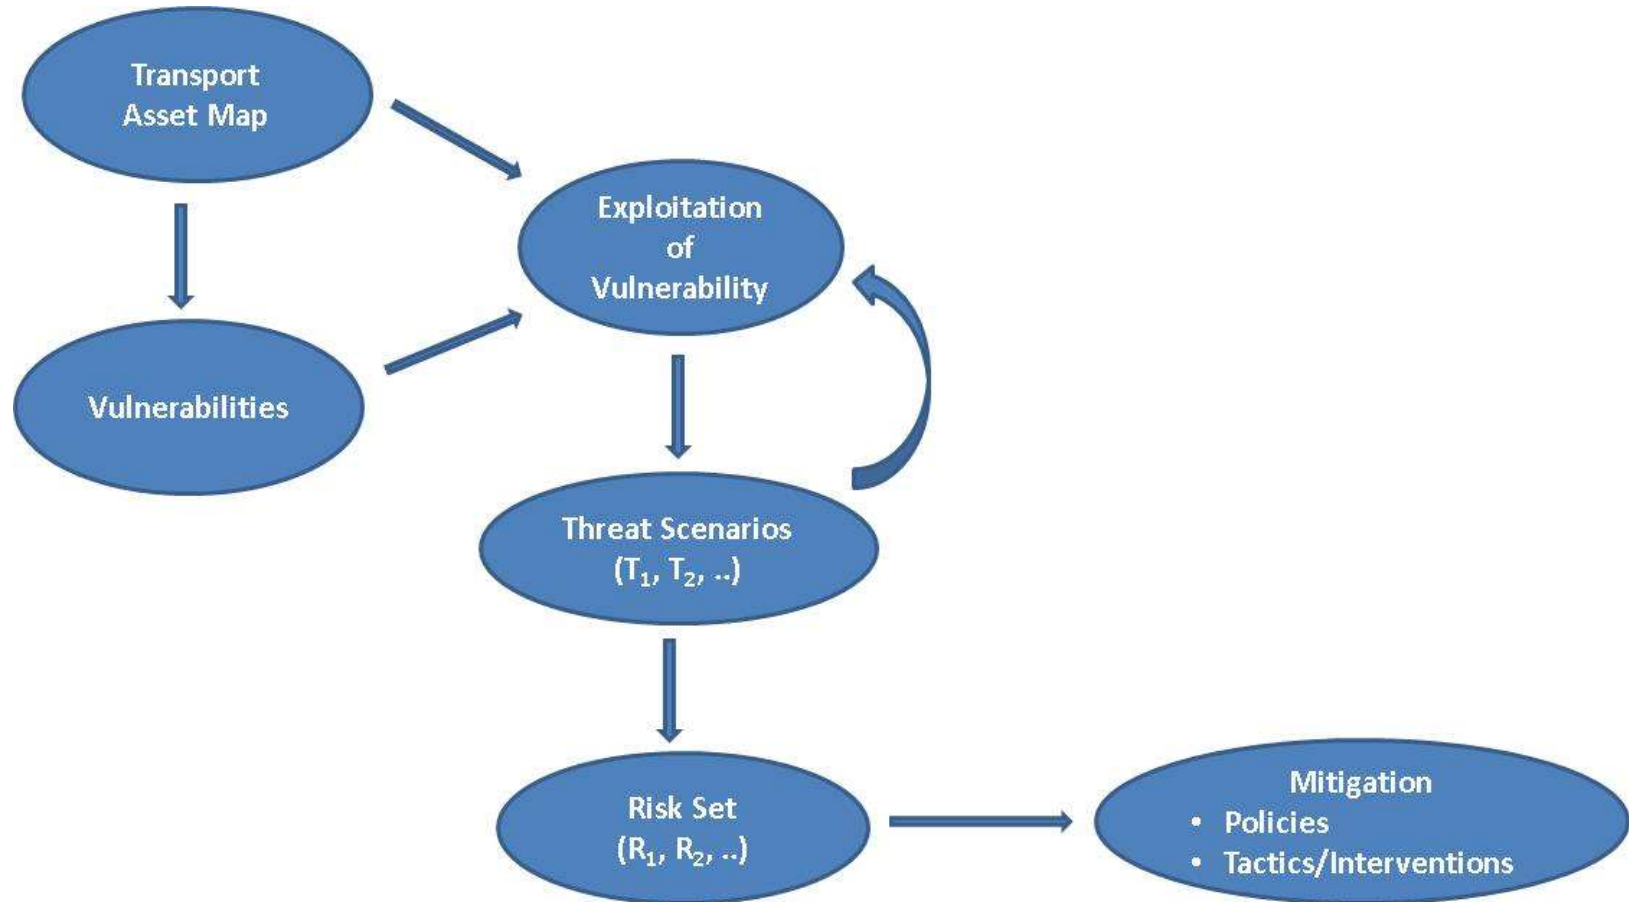 Transport
Asset Map
Exploitation
of
Vulnerability
Vulnerabilities
Threat Scenarios
(T₁, T₂, ..)
Risk Set
(R₁, R₂, ..)
Mitigation
• Policies
• Tactics/Interventions